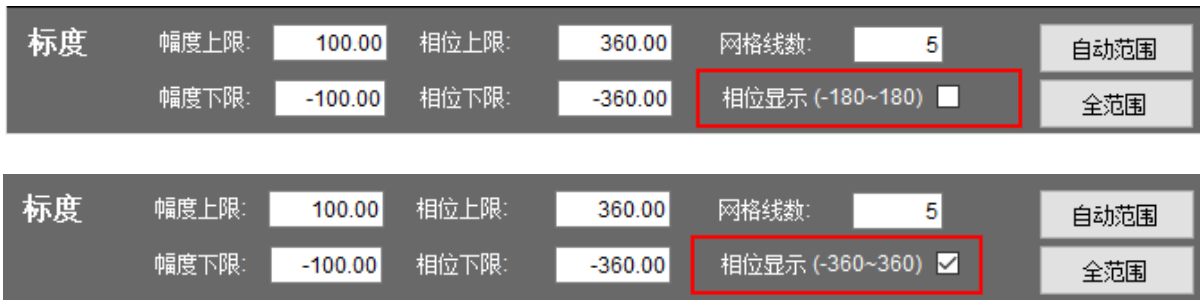 标度 幅度上限: 100.00 相位上限: 360.00 网格线数: 5 自动范围
幅度下限: -100.00 相位下限: -360.00 相位显示 (-180~180) 全范围
标度 幅度上限: 100.00 相位上限: 360.00 网格线数: 5 自动范围
幅度下限: -100.00 相位下限: -360.00 相位显示 (-360~360) 全范围